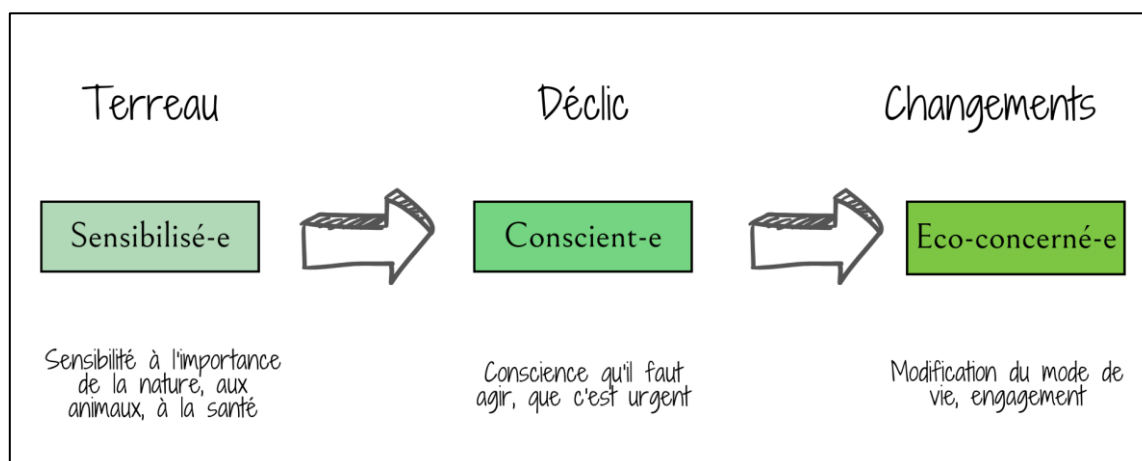 Terreau
Déclic
Changements
Sensibilisé-e
Conscient-e
Eco-concerné-e
Sensibilité à l'importance
de la nature, aux
animaux, à la santé
Conscience qu'il faut
agir, que c'est urgent
Modification du mode de
vie, engagement